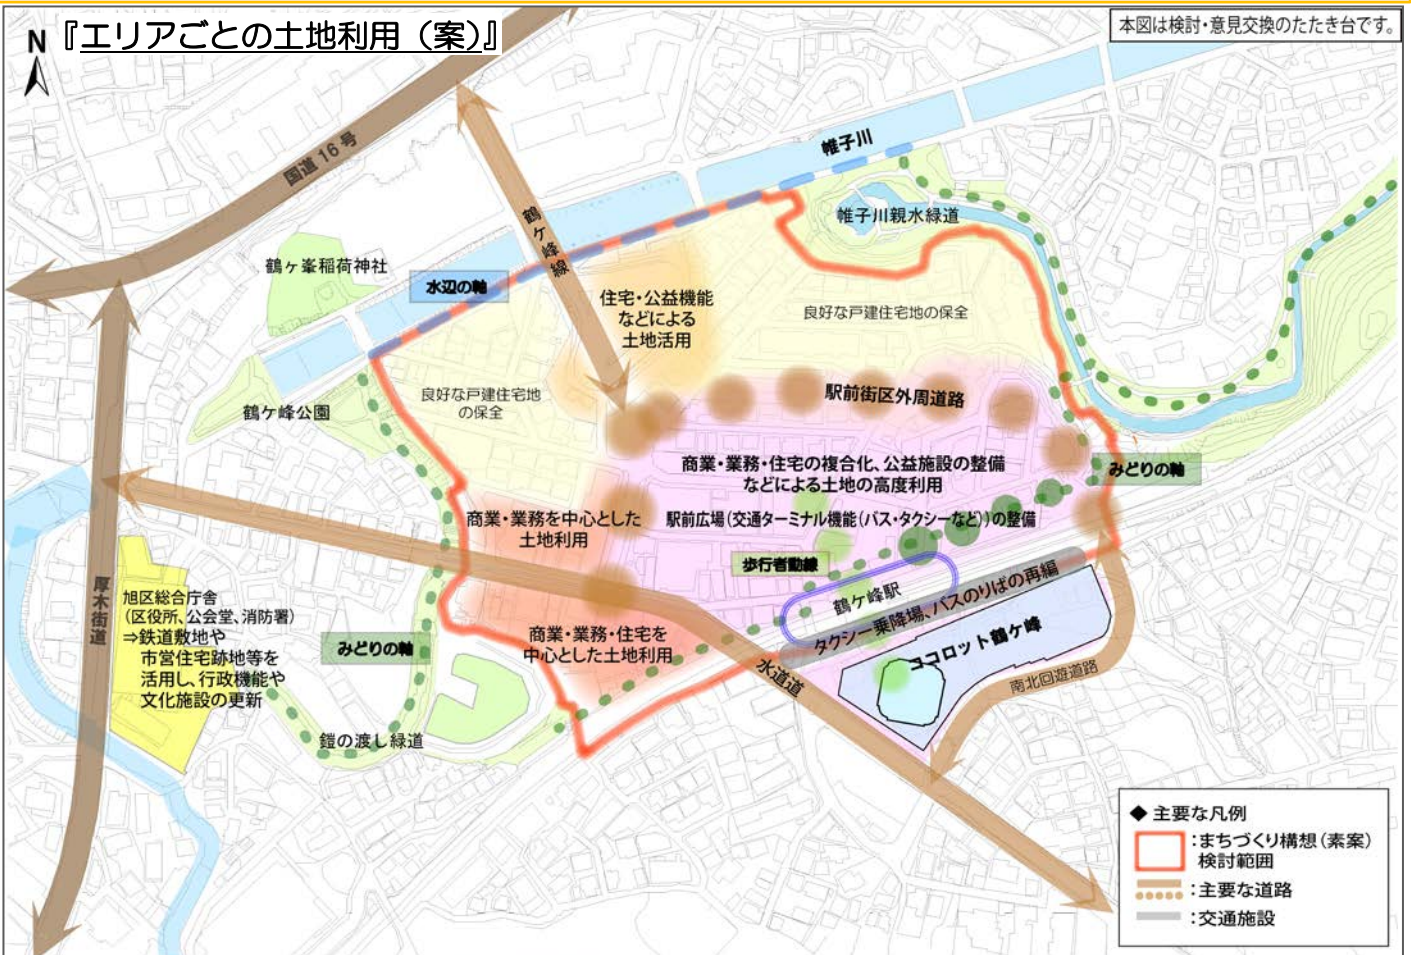 『エリアごとの土地利用（案）』
本図は検討・意見交換のたたき台です。
N
国道16号
帷子川
鶴ケ峰線
帷子川親水緑道
鶴ヶ峯稲荷神社
水辺の軸
住宅・公益機能
などによる
土地活用
良好な戸建住宅地の保全
良好な戸建住宅地
の保全
駅前街区外周道路
鶴ケ峰公園
商業・業務・住宅の複合化、公益施設の整備
などによる土地の高度利用
みどりの軸
商業・業務を中心とした
土地利用
駅前広場(交通ターミナル機能(バス・タクシーなど))の整備
歩行者動線
厚木街道
旭区総合庁舎
(区役所、公会堂、消防署)
⇒鉄道敷地や
市営住宅跡地等を
活用し、行政機能や
文化施設の更新
鶴ケ峰駅
タクシー乗降場、バスのりばの再編
ココロット鶴ケ峰
みどりの軸
商業・業務・住宅を
中心とした土地利用
水道道
南北回遊道路
鎧の渡し緑道
◆ 主要な凡例
：まちづくり構想(素案)
検討範囲
：主要な道路
：交通施設